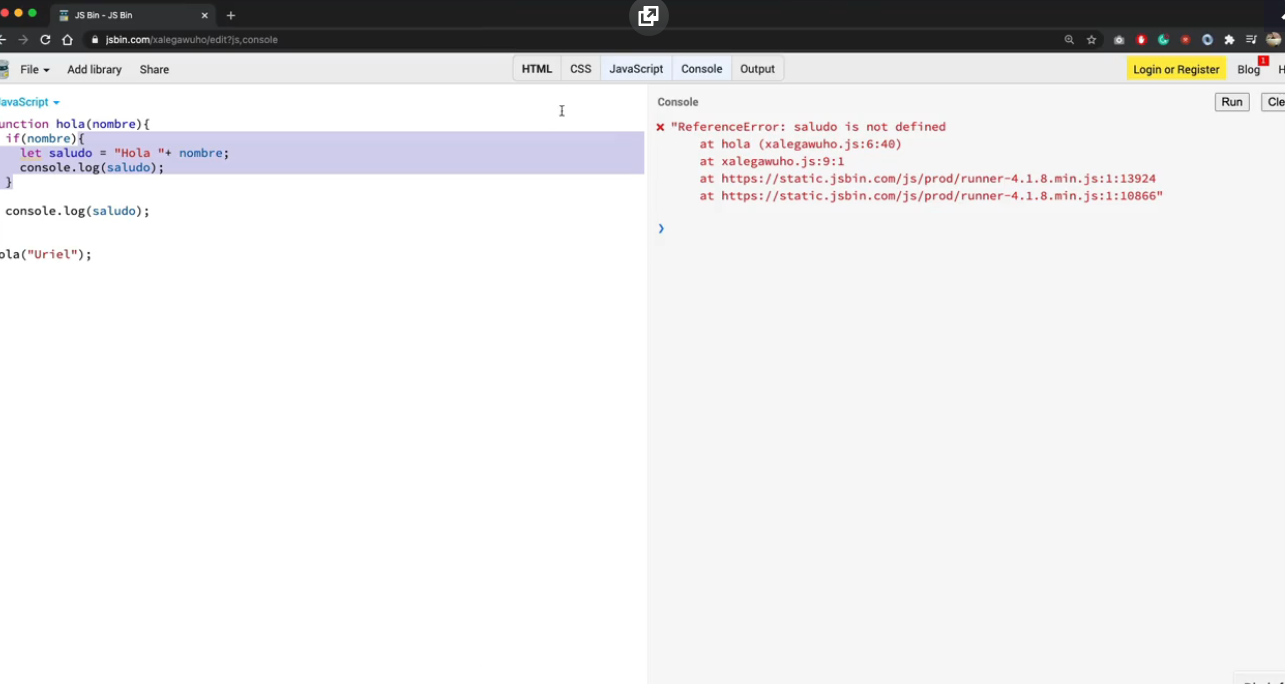 JS Bin - JS Bin
jsbin.com/xalegawuho/edit?js,console
File Add library Share HTML CSS JavaScript Console Output Login or Register Blog 1 H
avaScript
unction hola(nombre){
if(nombre){
let saludo = "Hola "+ nombre;
console.log(saludo);
}
console.log(saludo);
ola("Uriel");
Console Run Cle
"ReferenceError: saludo is not defined
at hola (xalegawuho.js:6:40)
at xalegawuho.js:9:1
at https://static.jsbin.com/js/prod/runner-4.1.8.min.js:1:13924
at https://static.jsbin.com/js/prod/runner-4.1.8.min.js:1:10866"